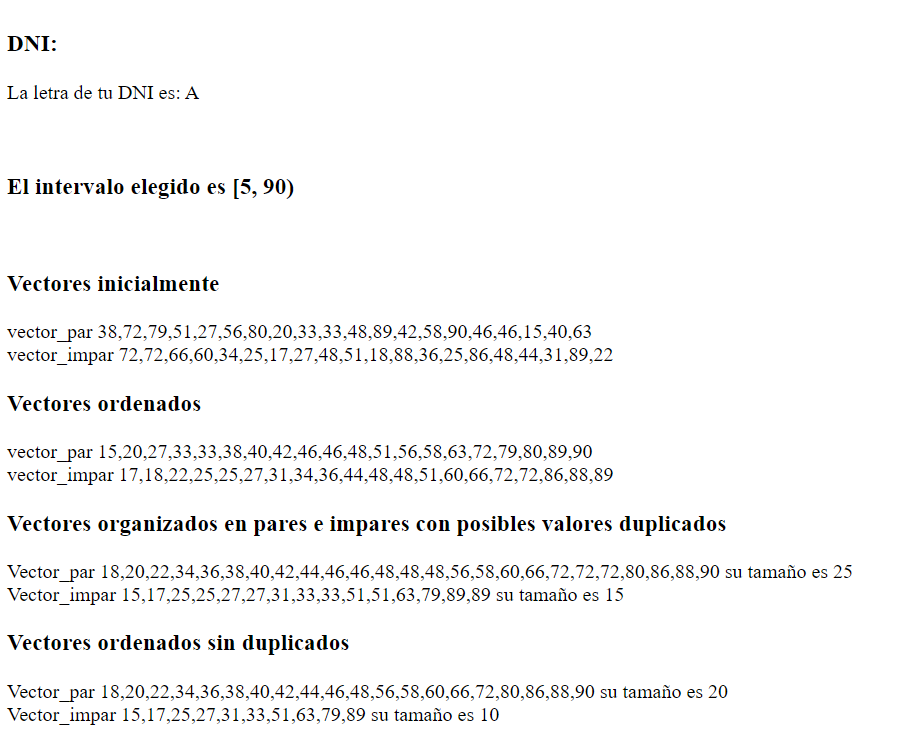 DNI:
La letra de tu DNI es: A
El intervalo elegido es [5, 90)
Vectores inicialmente
vector_par 38,72,79,51,27,56,80,20,33,33,48,89,42,58,90,46,46,15,40,63
vector_impar 72,72,66,60,34,25,17,27,48,51,18,88,36,25,86,48,44,31,89,22
Vectores ordenados
vector_par 15,20,27,33,33,38,40,42,46,46,48,51,56,58,63,72,79,80,89,90
vector_impar 17,18,22,25,25,27,31,34,36,44,48,48,51,60,66,72,72,86,88,89
Vectores organizados en pares e impares con posibles valores duplicados
Vector_par 18,20,22,34,36,38,40,42,44,46,46,48,48,48,56,58,60,66,72,72,72,80,86,88,90 su tamaño es 25
Vector_impar 15,17,25,25,27,27,31,33,33,51,51,63,79,89,89 su tamaño es 15
Vectores ordenados sin duplicados
Vector_par 18,20,22,34,36,38,40,42,44,46,48,56,58,60,66,72,80,86,88,90 su tamaño es 20
Vector_impar 15,17,25,27,31,33,51,63,79,89 su tamaño es 10